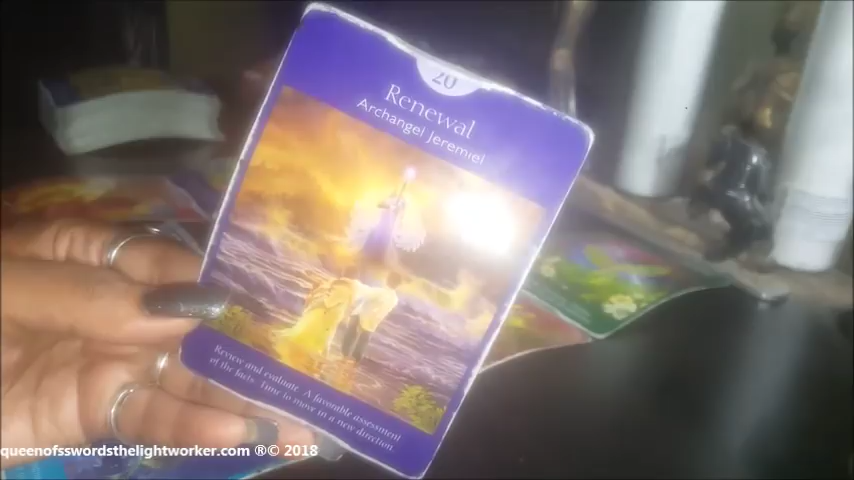 20
Renewal
Archangel Jeremiel
Review and evaluate A favorable assessment
of the facts Time to move in a new direction.
queenofsswordsthelightworker.com ®© 2018